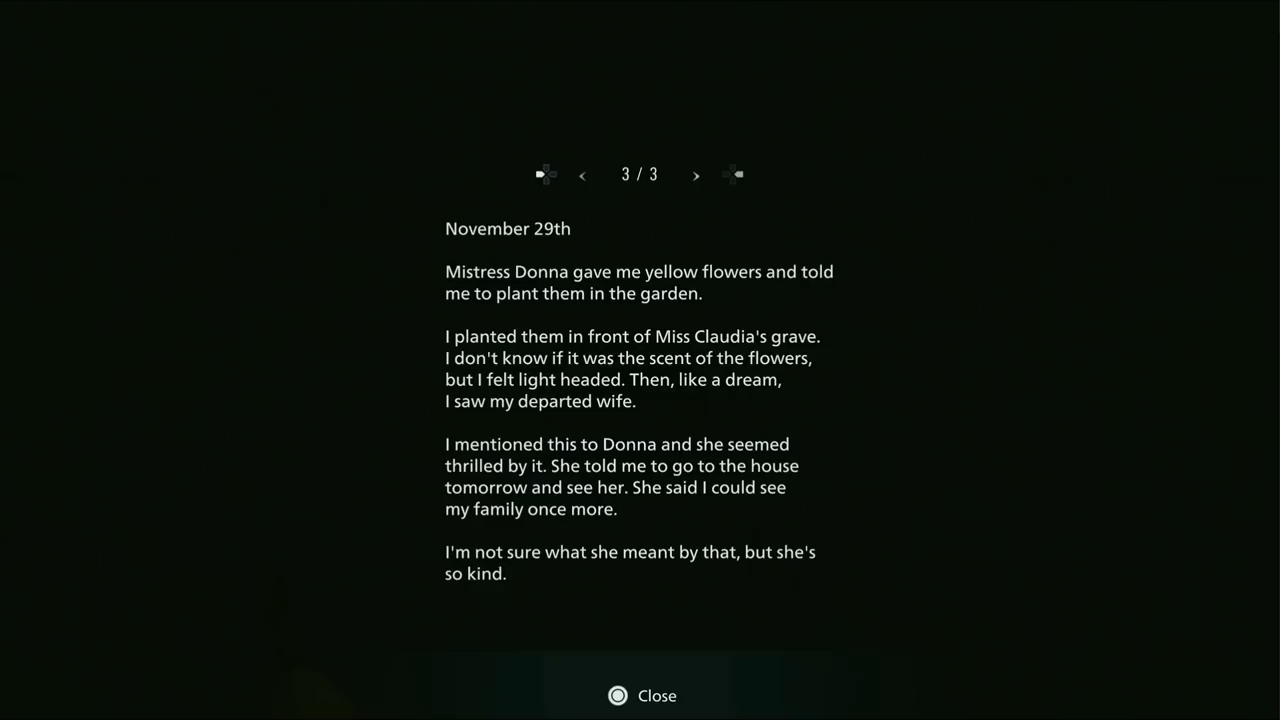 ‹ 3 / 3 ›
November 29th
Mistress Donna gave me yellow flowers and told
me to plant them in the garden.
I planted them in front of Miss Claudia's grave.
I don't know if it was the scent of the flowers,
but I felt light headed. Then, like a dream,
I saw my departed wife.
I mentioned this to Donna and she seemed
thrilled by it. She told me to go to the house
tomorrow and see her. She said I could see
my family once more.
I'm not sure what she meant by that, but she's
so kind.
Close